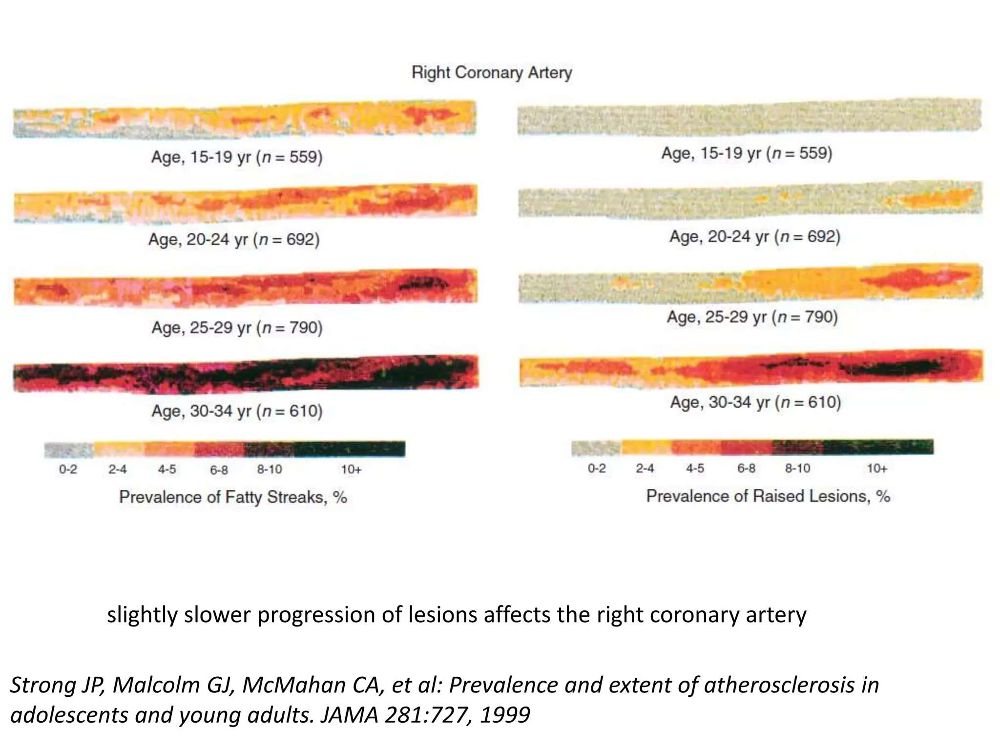 Right Coronary Artery
Age, 15-19 yr (n = 559)
Age, 15-19 yr (n = 559)
Age, 20-24 yr (n = 692)
Age, 20-24 yr (n = 692)
Age, 25-29 yr (n = 790)
Age, 25-29 yr (n = 790)
Age, 30-34 yr (n = 610)
Age, 30-34 yr (n = 610)
0-2 2-4 4-5 6-8 8-10 10+
Prevalence of Fatty Streaks, %
0-2 2-4 4-5 6-8 8-10 10+
Prevalence of Raised Lesions, %
slightly slower progression of lesions affects the right coronary artery
Strong JP, Malcolm GJ, McMahan CA, et al: Prevalence and extent of atherosclerosis in
adolescents and young adults. JAMA 281:727, 1999